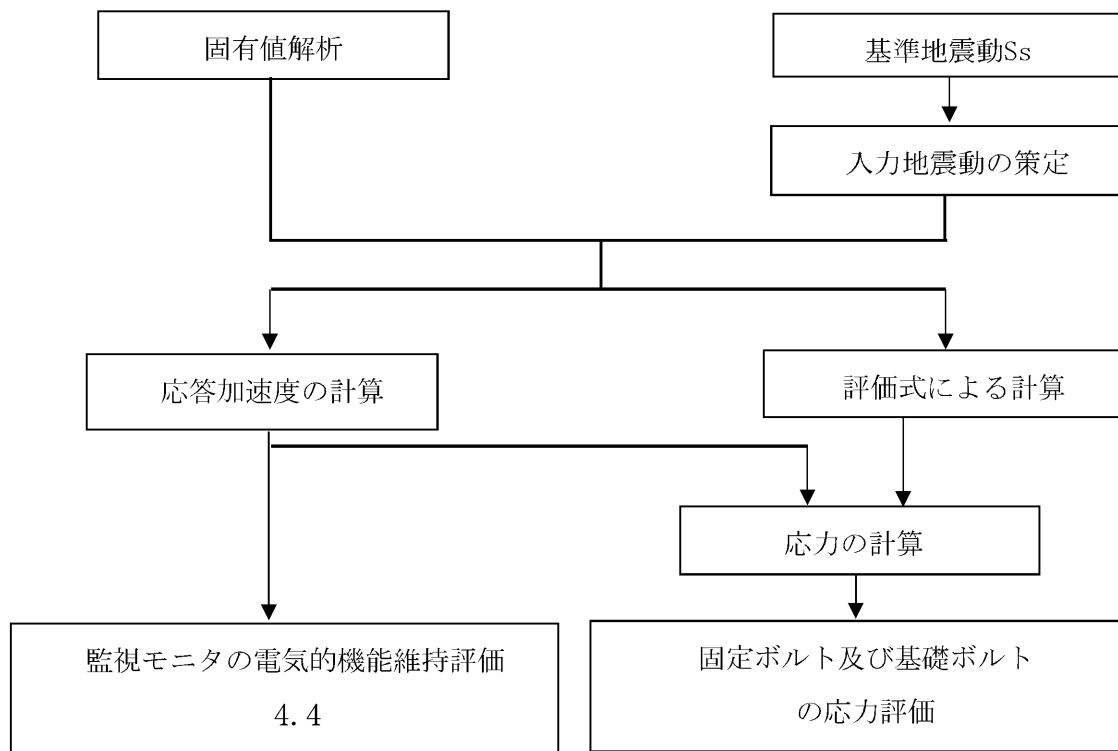 固有値解析
基準地震動Ss
入力地震動の策定
応答加速度の計算
評価式による計算
応力の計算
監視モニタの電気的機能維持評価
4.4
固定ボルト及び基礎ボルト
の応力評価